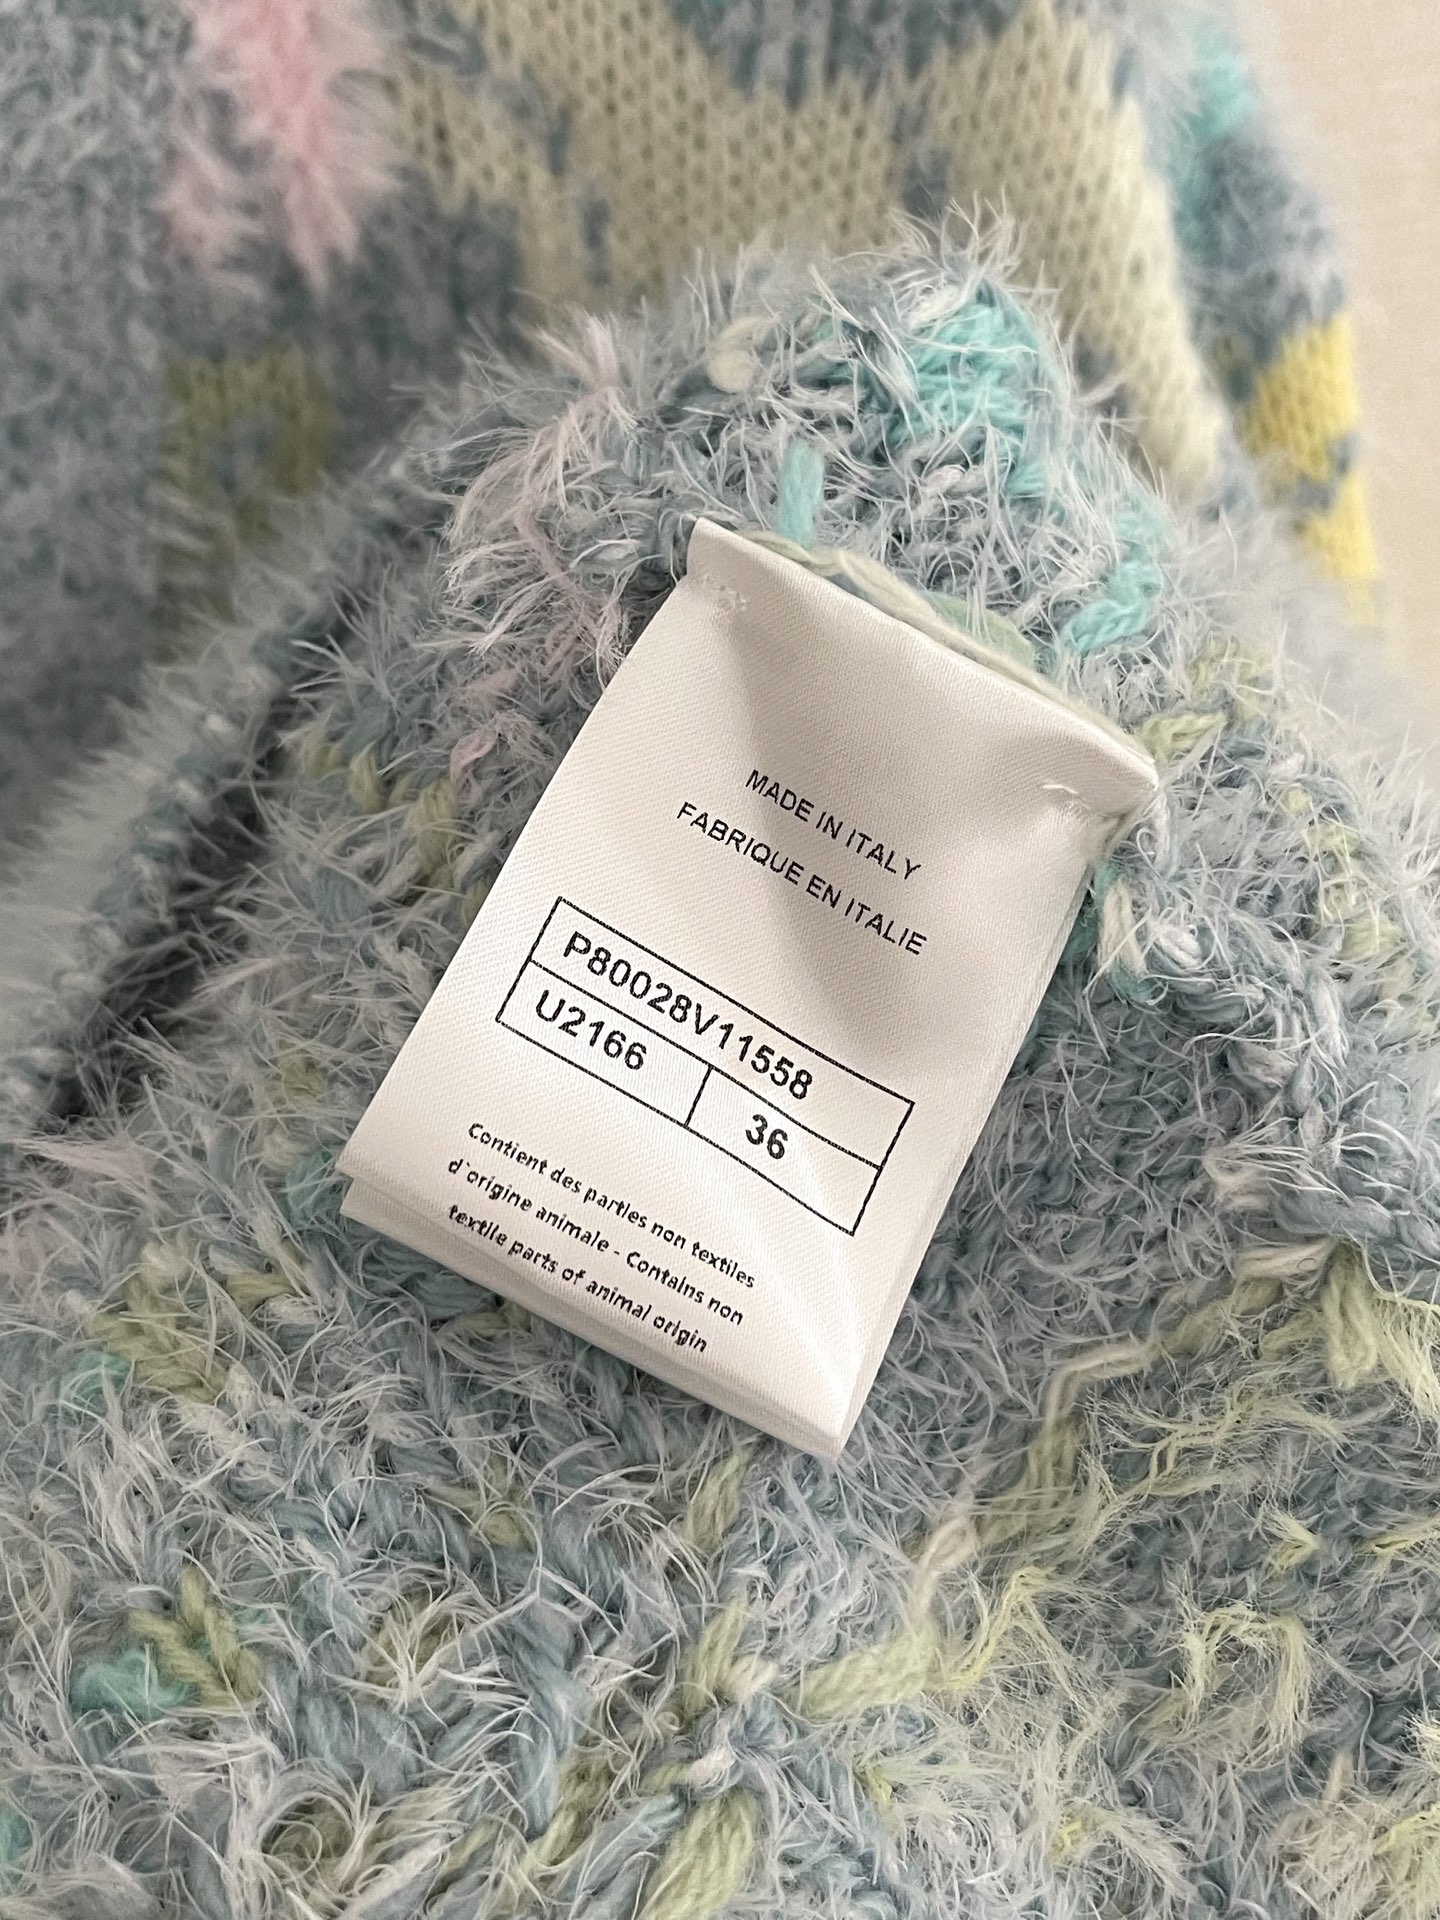 MADE IN ITALY
FABRIQUE EN ITALIE
P80028V11558
U2166 36
Contient des parties non textiles
d`origine animale - Contains non
textile parts of animal origin